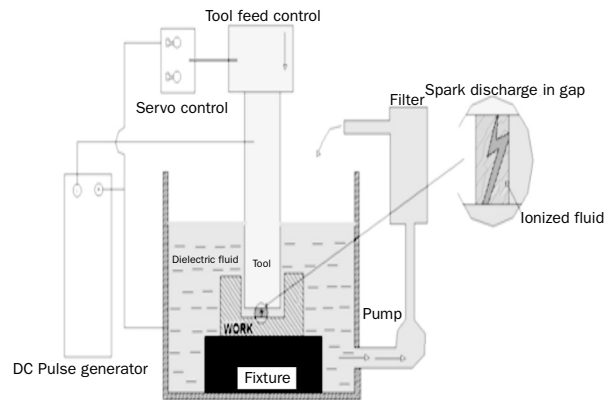 Tool feed control
Servo control
Filter
Spark discharge in gap
Ionized fluid
Dielectric fluid
Tool
WORK
Pump
DC Pulse generator
Fixture